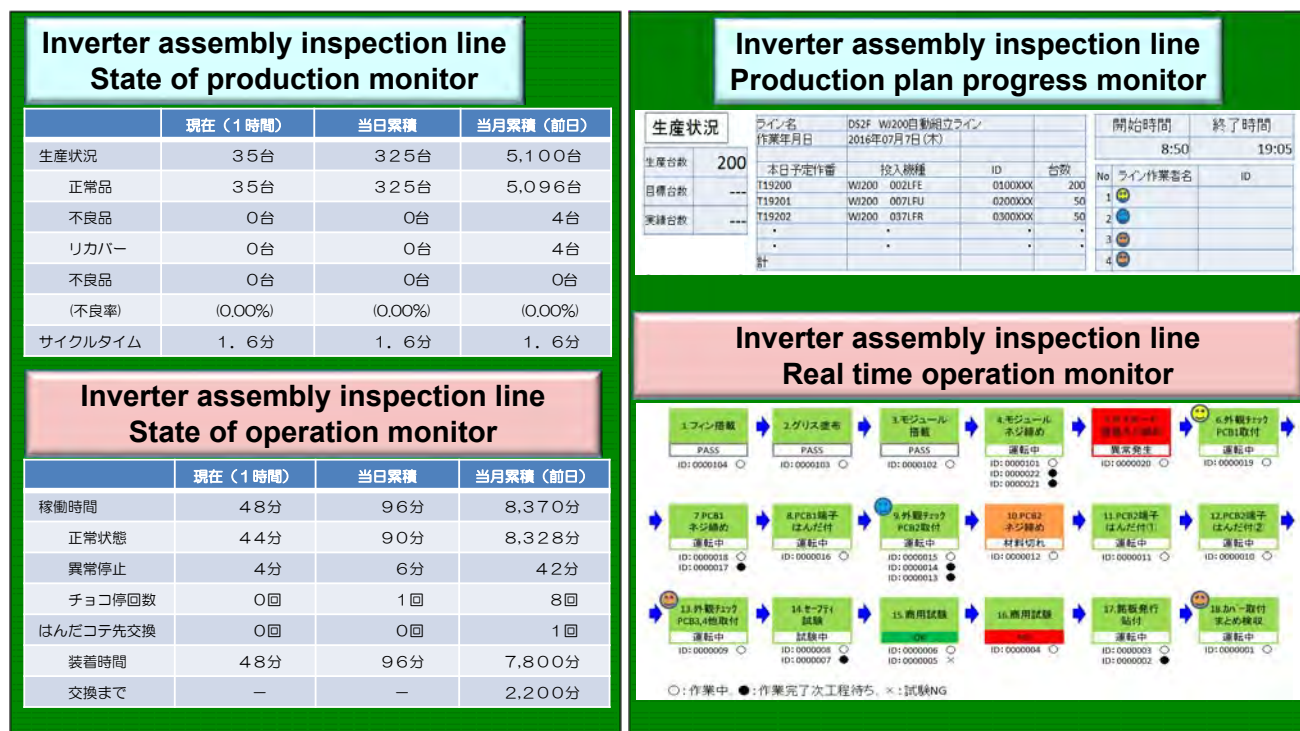 Inverter assembly inspection line
State of production monitor
現在（１時間） 当日累積 当月累積（前日）
生産状況 ３５台 ３２５台 ５,１００台
正常品 ３５台 ３２５台 ５,０９６台
不良品 ０台 ０台 ４台
リカバー ０台 ０台 ４台
不良品 ０台 ０台 ０台
(不良率) (0.00%) (0.00%) (0.00%)
サイクルタイム １．６分 １．６分 １．６分
Inverter assembly inspection line
State of operation monitor
現在（１時間） 当日累積 当月累積（前日）
稼働時間 ４８分 ９６分 ８,３７０分
正常状態 ４４分 ９０分 ８,３２８分
異常停止 ４分 ６分 ４２分
チョコ停回数 ０回 １回 ８回
はんだコテ先交換 ０回 ０回 １回
装着時間 ４８分 ９６分 ７,８００分
交換まで － － ２,２００分
Inverter assembly inspection line
Production plan progress monitor
生産状況
生産台数 200
目標台数 ---
実績台数 ---
ライン名 DS2F WJ200自動組立ライン
作業年月日 2016年07月7日(木)
本日予定作番 投入機種 ID 台数
T19200 WJ200 002LFE 0100XXX 200
T19201 WJ200 007LFU 0200XXX 50
T19202 WJ200 037LFR 0300XXX 50
・ ・ ・ ・
・ ・ ・ ・
計
開始時間 終了時間
8:50 19:05
No ライン作業者名 ID
1
2
3
4
Inverter assembly inspection line
Real time operation monitor
1.フィン搭載
PASS
ID:0000104 ○
2.グリス塗布
PASS
ID:0000103 ○
3.モジュール
搭載
PASS
ID:0000102 ○
4.モジュール
ネジ締め
運転中
ID:0000101 ○
ID:0000022 ●
ID:0000021 ●
異常発生
ID:0000020 ○
6.外観ﾁｪｯｸ
PCB1取付
運転中
ID:0000019 ○
7.PCB1
ネジ締め
運転中
ID:0000018 ○
ID:0000017 ●
8.PCB1端子
はんだ付
運転中
ID:0000016 ○
9.外観ﾁｪｯｸ
PCB2取付
運転中
ID:0000015 ○
ID:0000014 ●
ID:0000013 ●
10.PCB2
ネジ締め
材料切れ
ID:0000012 ○
11.PCB2端子
はんだ付①
運転中
ID:0000011 ○
12.PCB2端子
はんだ付②
運転中
ID:0000010 ○
13.外観ﾁｪｯｸ
PCB3,4他取付
運転中
ID:0000009 ○
14.ｾｰﾌﾃｨ
試験
試験中
ID:0000008 ○
ID:0000007 ●
15.商用試験
OK
ID:0000006 ○
ID:0000005 ×
16.商用試験
NG
ID:0000004 ○
17.銘板発行
貼付
運転中
ID:0000003 ○
ID:0000002 ●
18.ｶﾊﾞｰ取付
まとめ検収
運転中
ID:0000001 ○
○:作業中、●:作業完了次工程待ち、×:試験NG